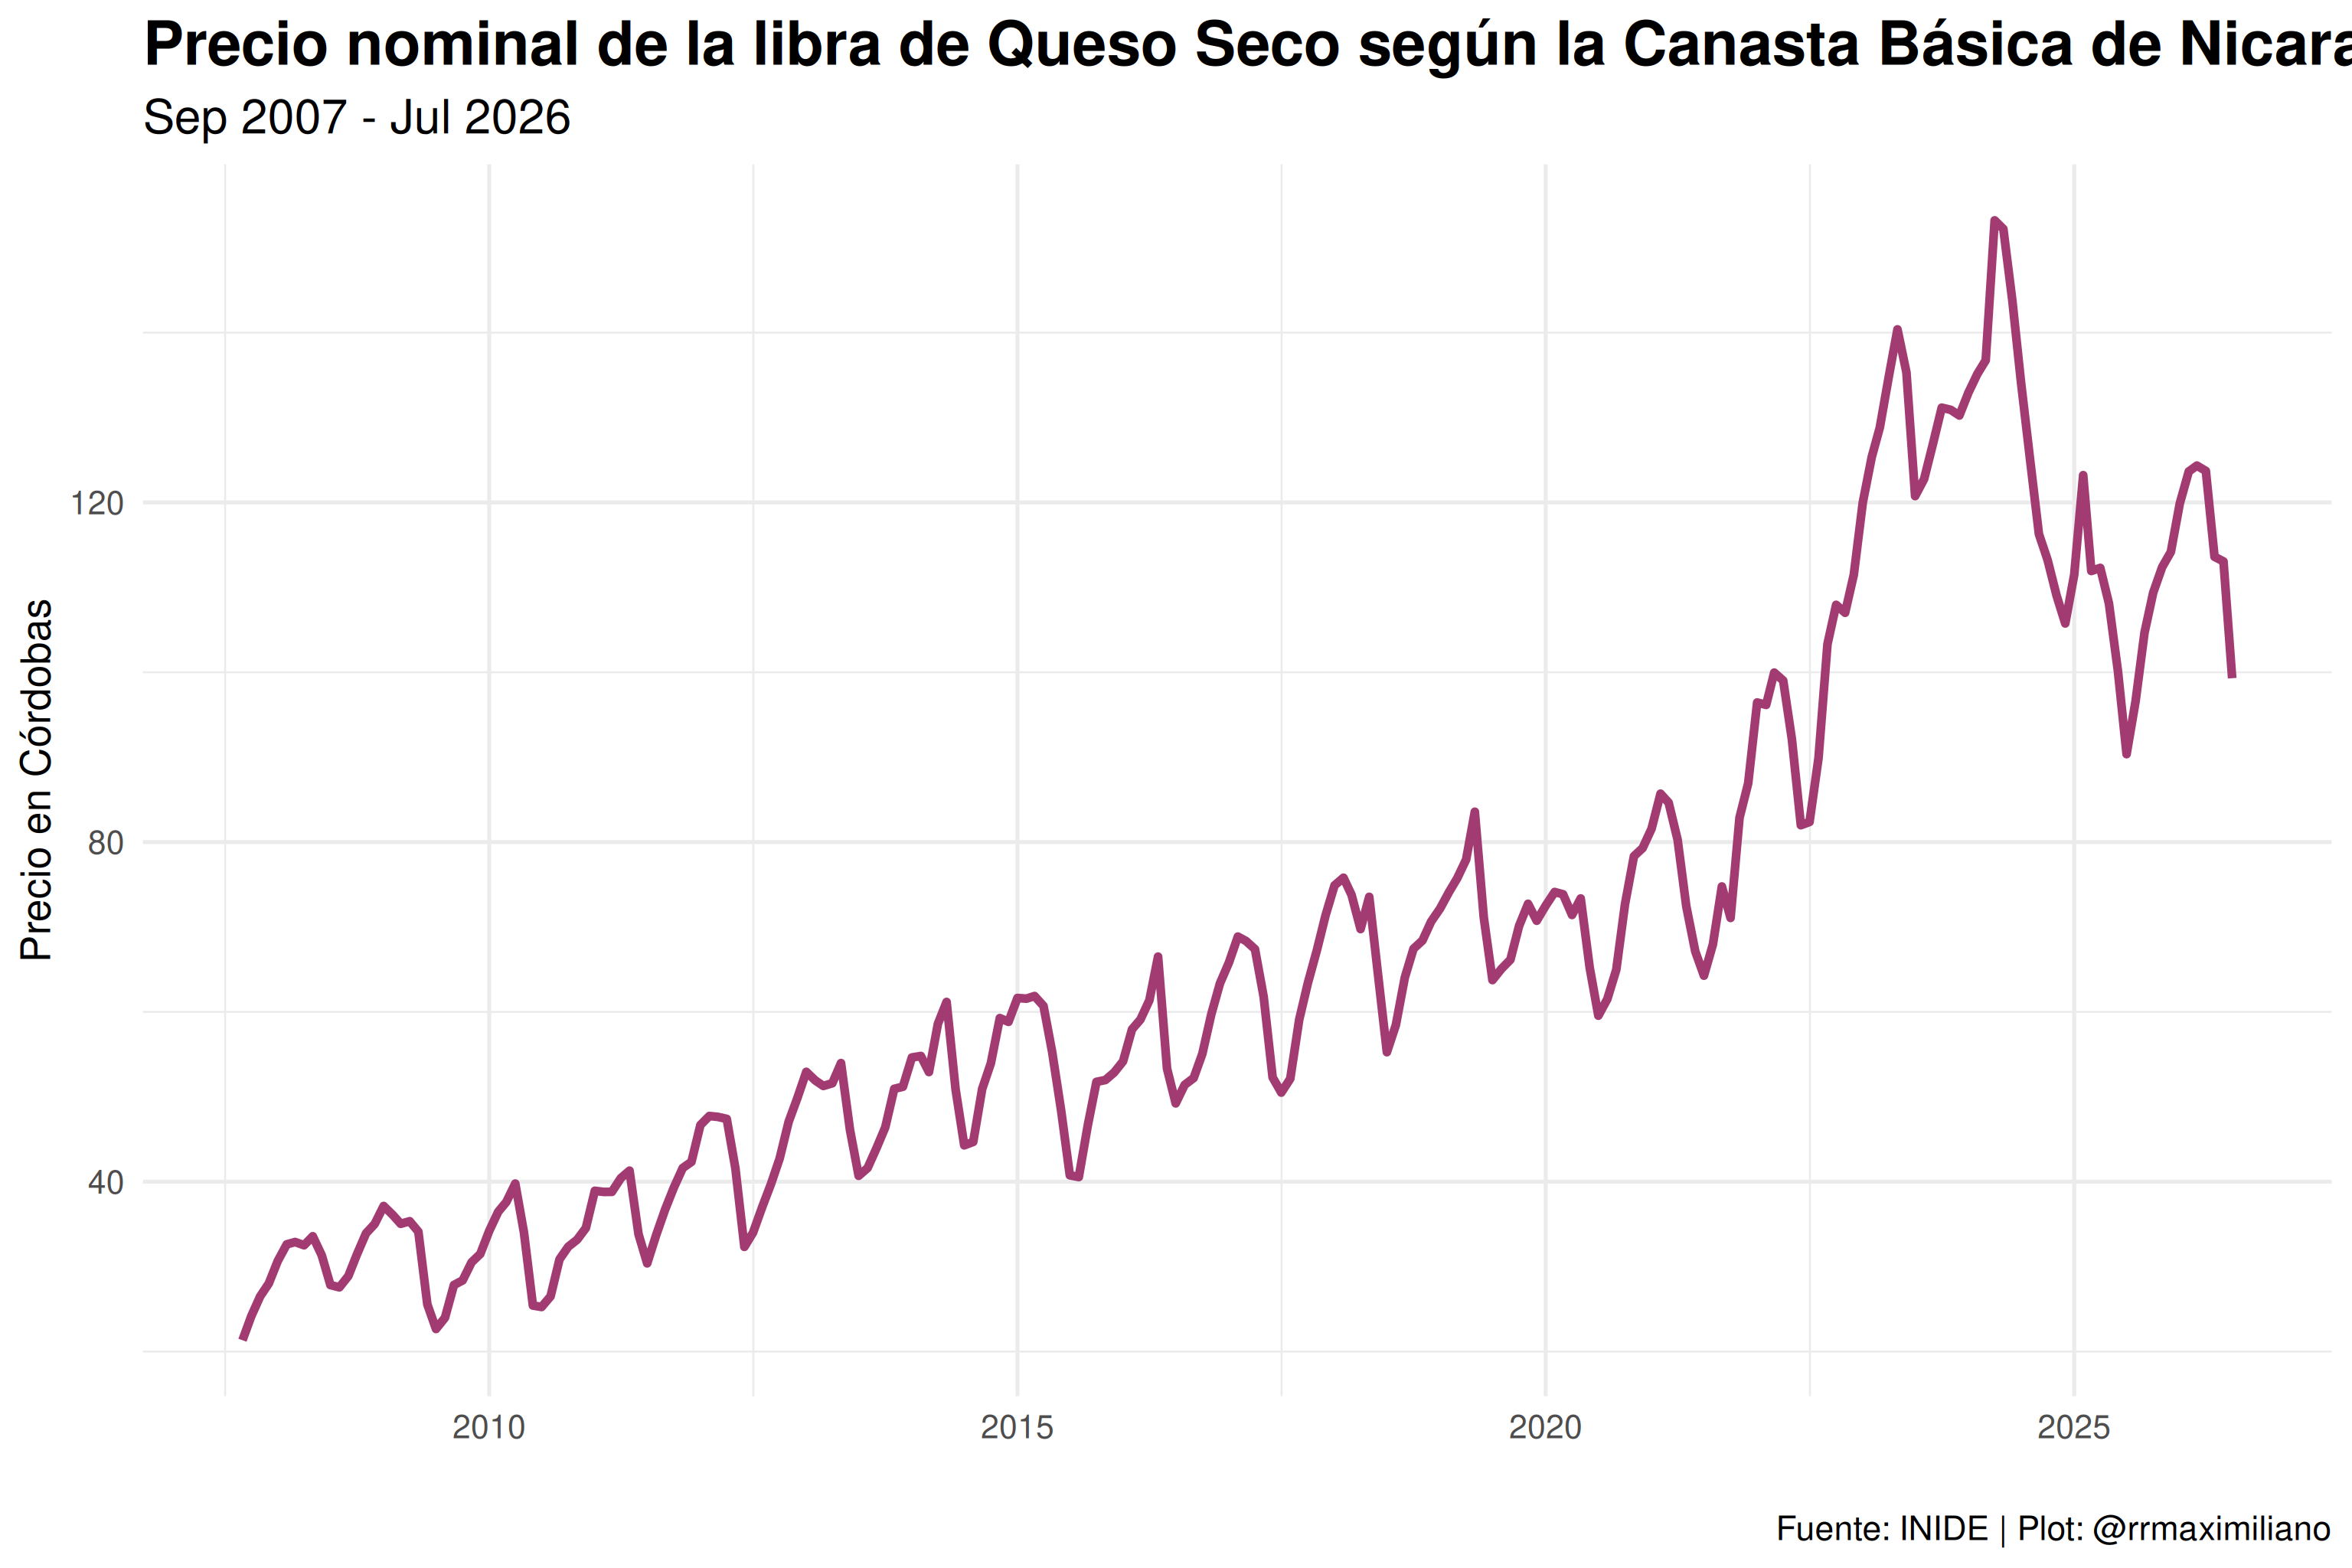 Precio nominal de la libra de Queso Seco según la Canasta Básica de Nicara
Sep 2007 - Jul 2026
Precio en Córdobas
120
80
40
2010
2015
2020
2025
Fuente: INIDE | Plot: @rrmaximiliano